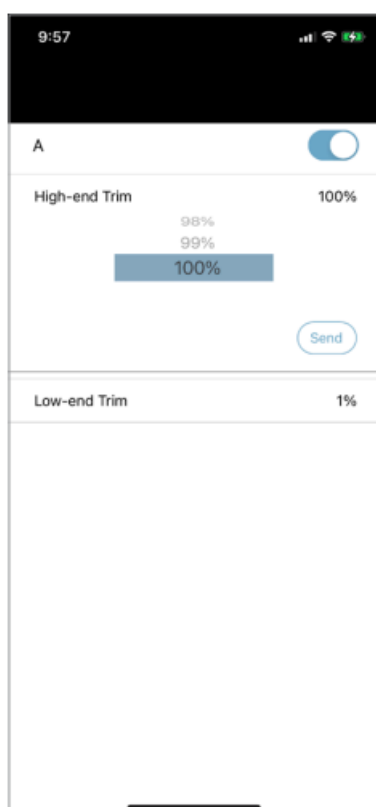 9:57
A
High-end Trim 100%
98%
99%
100%
Send
Low-end Trim 1%